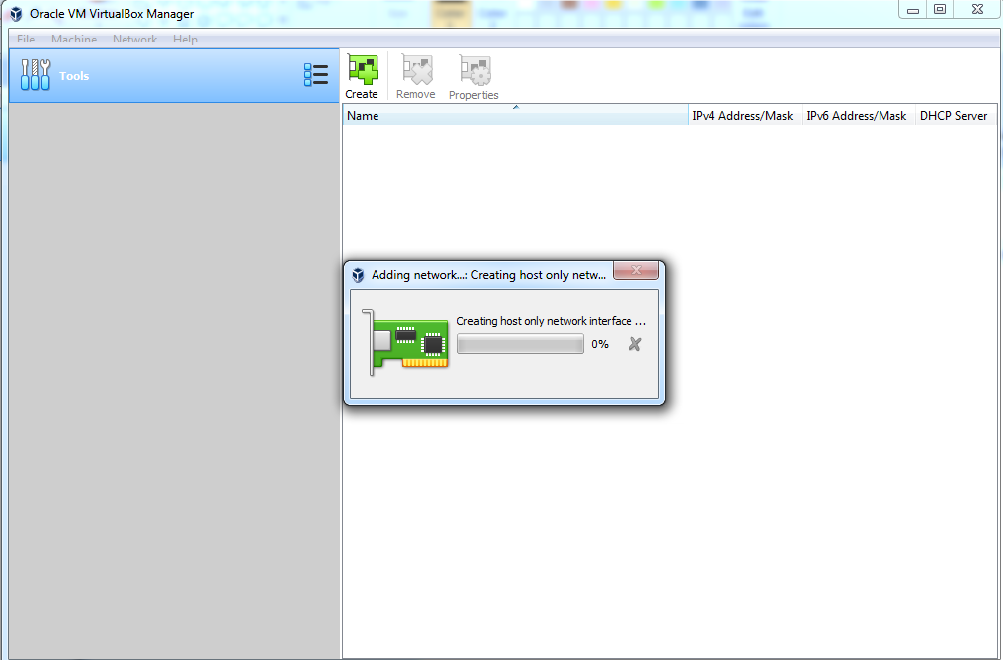 Oracle VM VirtualBox Manager
File Machine Network Help
Tools
Create Remove Properties
Name IPv4 Address/Mask IPv6 Address/Mask DHCP Server
Adding network...: Creating host only netw...
Creating host only network interface ...
0%